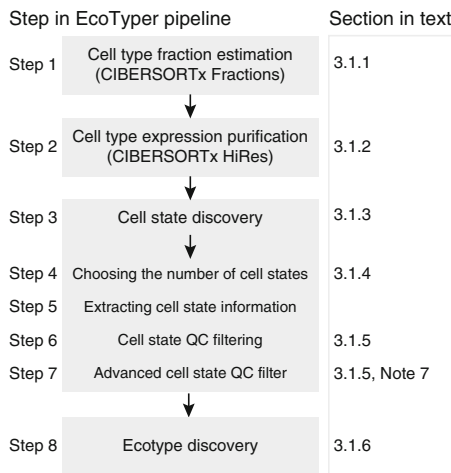 Step in EcoTyper pipeline Section in text
Step 1 Cell type fraction estimation (CIBERSORTx Fractions) 3.1.1
Step 2 Cell type expression purification (CIBERSORTx HiRes) 3.1.2
Step 3 Cell state discovery 3.1.3
Step 4 Choosing the number of cell states 3.1.4
Step 5 Extracting cell state information
Step 6 Cell state QC filtering 3.1.5
Step 7 Advanced cell state QC filter 3.1.5, Note 7
Step 8 Ecotype discovery 3.1.6